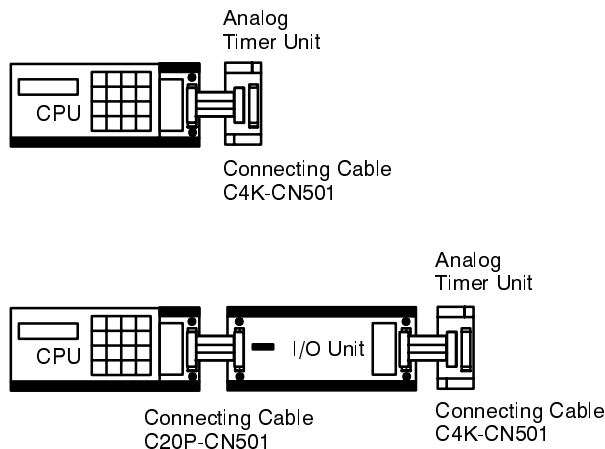 Analog
Timer Unit
CPU
Connecting Cable
C4K-CN501
Analog
Timer Unit
CPU
I/O Unit
Connecting Cable
C20P-CN501
Connecting Cable
C4K-CN501